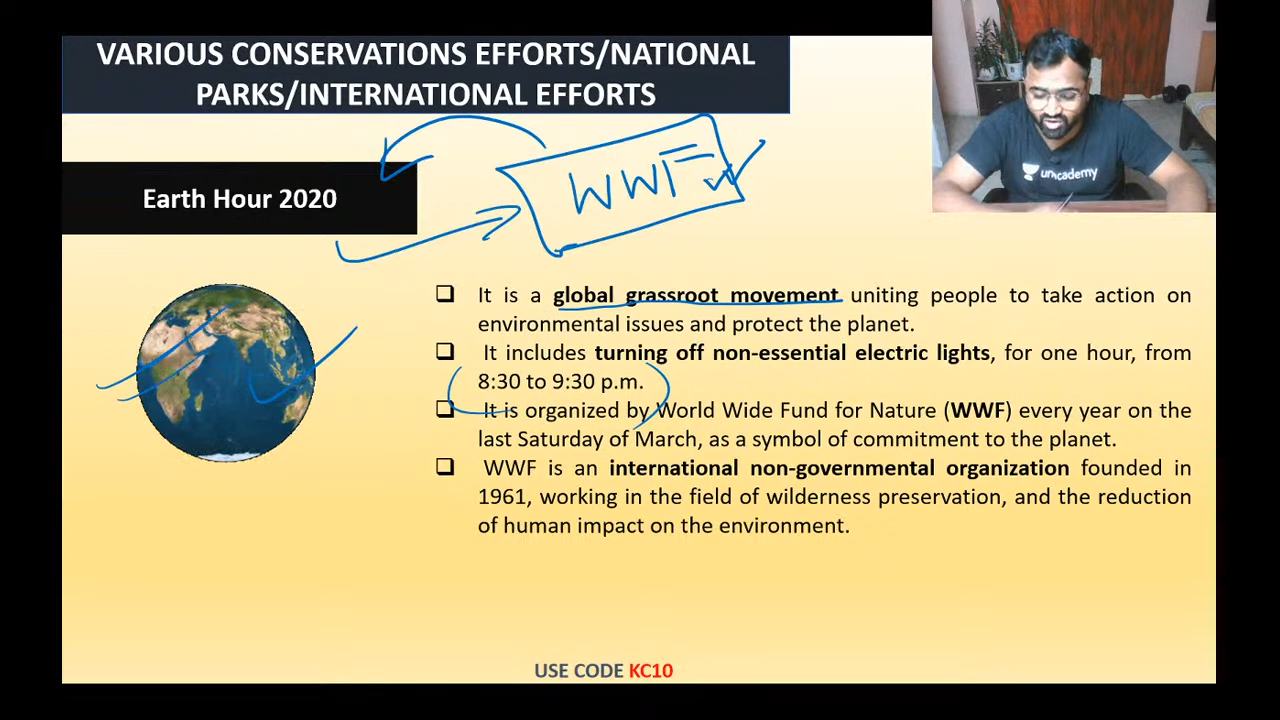 VARIOUS CONSERVATIONS EFFORTS/NATIONAL
PARKS/INTERNATIONAL EFFORTS
unacademy
WWF
Earth Hour 2020
It is a global grassroot movement uniting people to take action on
environmental issues and protect the planet.
It includes turning off non-essential electric lights, for one hour, from
8:30 to 9:30 p.m.
It is organized by World Wide Fund for Nature (WWF) every year on the
last Saturday of March, as a symbol of commitment to the planet.
WWF is an international non-governmental organization founded in
1961, working in the field of wilderness preservation, and the reduction
of human impact on the environment.
USE CODE KC10